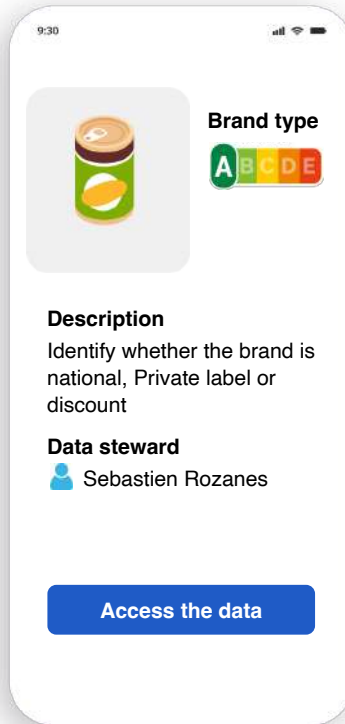 9:30
Brand type
A B C D E
Description
Identify whether the brand is
national, Private label or
discount
Data steward
Sebastien Rozanes
Access the data